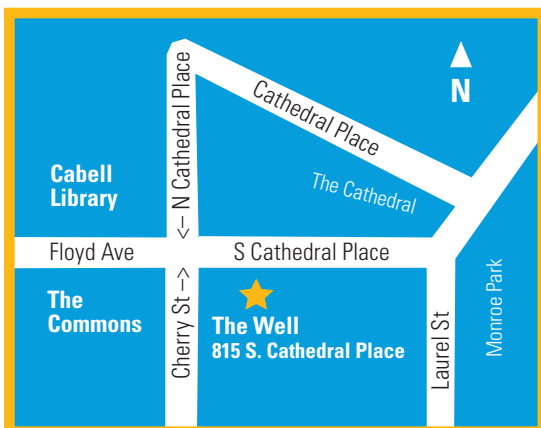 N
Cathedral Place
<– N Cathedral Place
Cabell
Library
The Cathedral
Floyd Ave
S Cathedral Place
Monroe Park
The
Commons
Cherry St –>
The Well
815 S. Cathedral Place
Laurel St